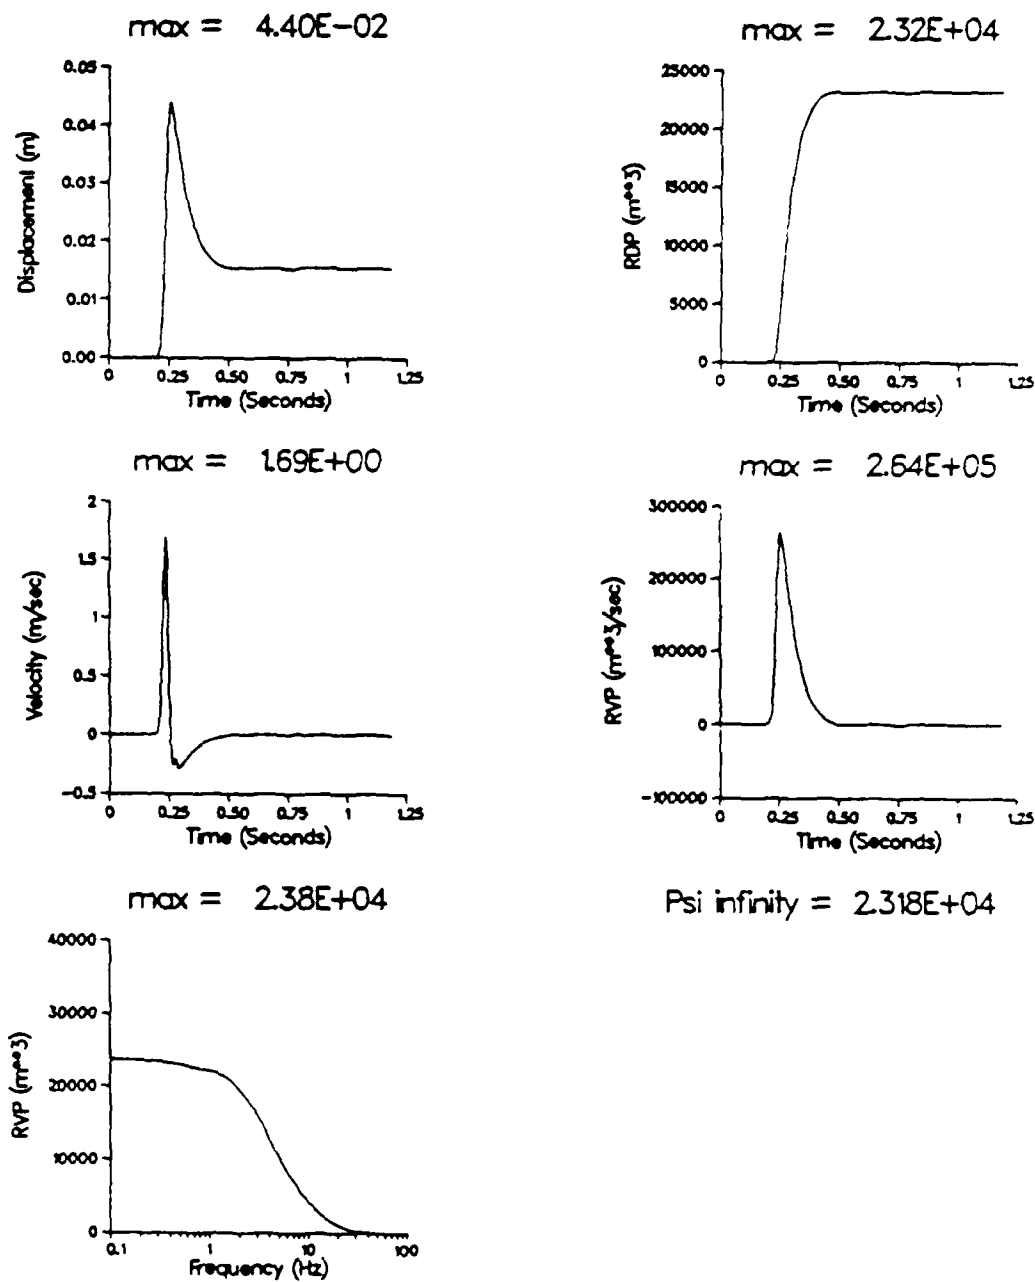 max = 4.40E-02
0.05
0.04
0.03
0.02
0.01
0.00
Displacement (m)
0 0.25 0.50 0.75 1 1.25
Time (Seconds)
max = 2.32E+04
25000
20000
15000
10000
5000
0
RDP (m**3)
0 0.25 0.50 0.75 1 1.25
Time (Seconds)
max = 1.69E+00
2
1.5
1
0.5
0
-0.5
Velocity (m/sec)
0 0.25 0.50 0.75 1 1.25
Time (Seconds)
max = 2.64E+05
300000
200000
100000
0
-100000
RVP (m**3/sec)
0 0.25 0.50 0.75 1 1.25
Time (Seconds)
max = 2.38E+04
40000
30000
20000
10000
0
RVP (m**3)
0.1 1 10 100
Frequency (Hz)
Psi infinity = 2.318E+04